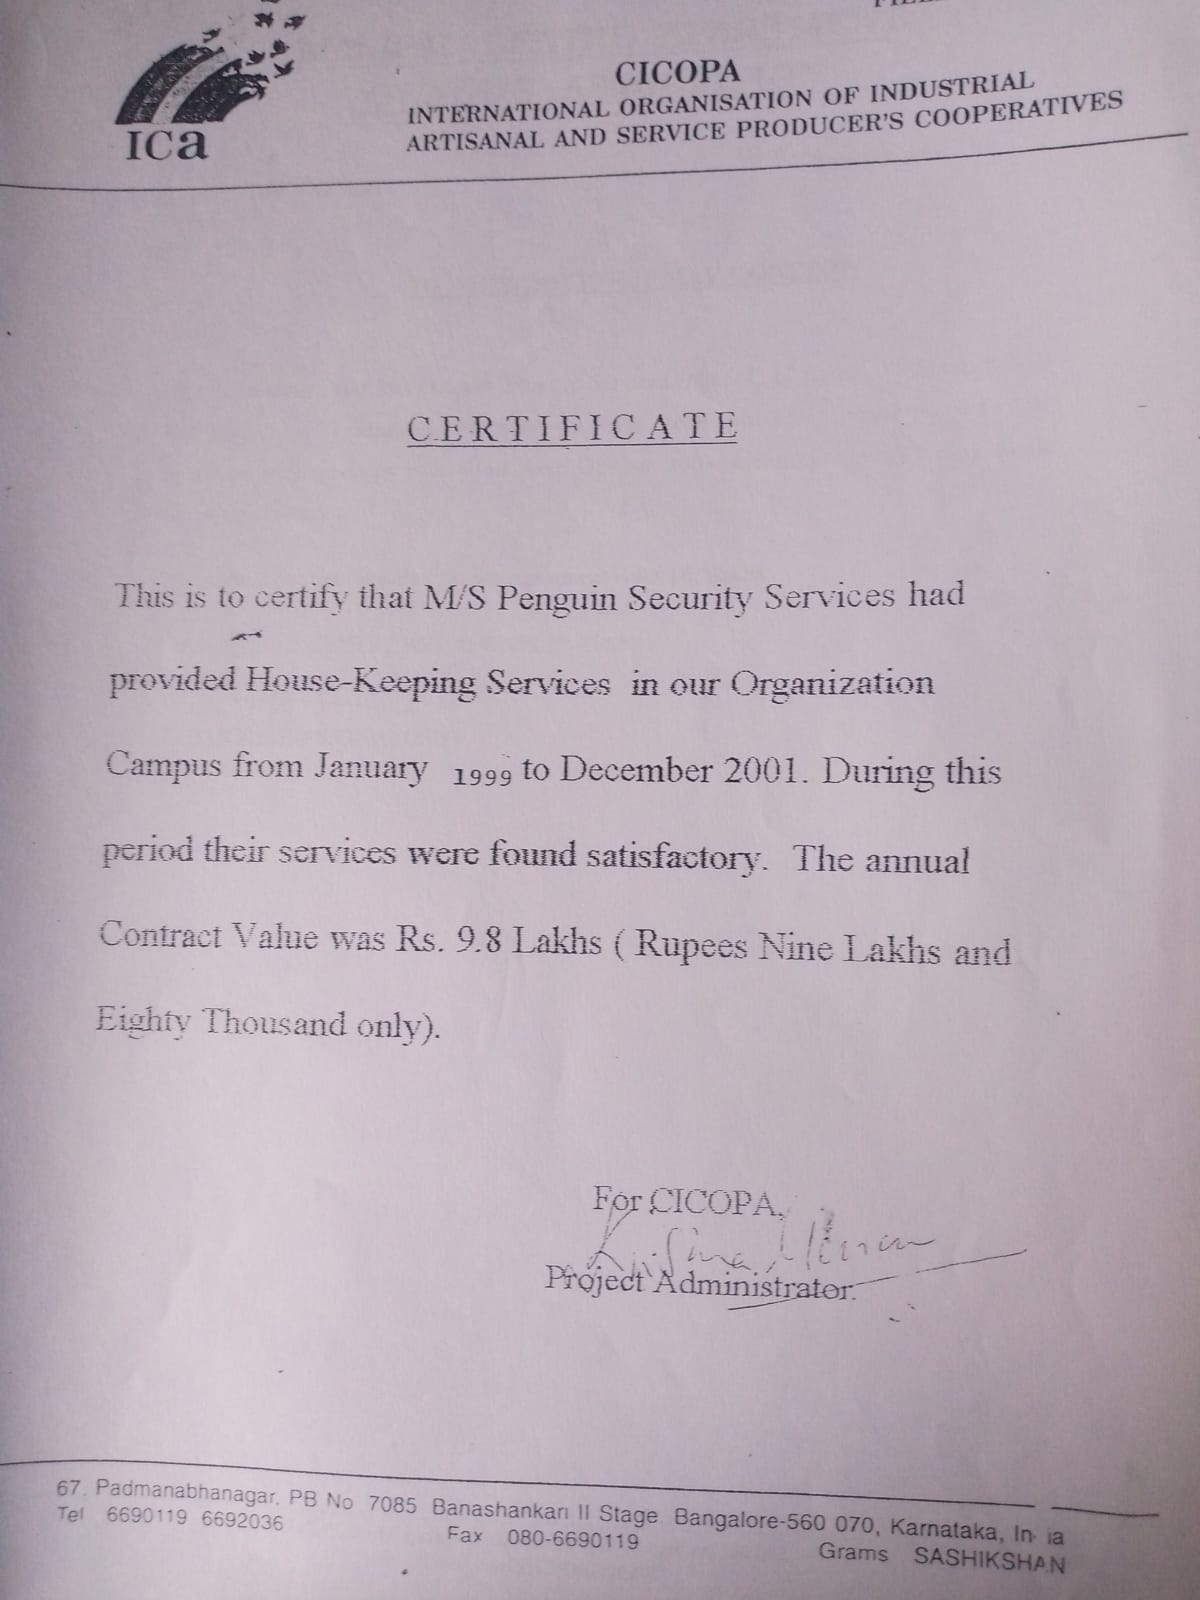 ICa
CICOPA
INTERNATIONAL ORGANISATION OF INDUSTRIAL
ARTISANAL AND SERVICE PRODUCER'S COOPERATIVES
CERTIFICATE
This is to certify that M/S Penguin Security Services had
provided House-Keeping Services in our Organization
Campus from January 1999 to December 2001. During this
period their services were found satisfactory. The annual
Contract Value was Rs. 9.8 Lakhs ( Rupees Nine Lakhs and
Eighty Thousand only).
For CICOPA,
Project Administrator.
67, Padmanabhanagar, PB No 7085 Banashankari II Stage Bangalore-560 070, Karnataka, In ia
Tel 6690119 6692036
Fax 080-6690119
Grams SASHIKSHAN